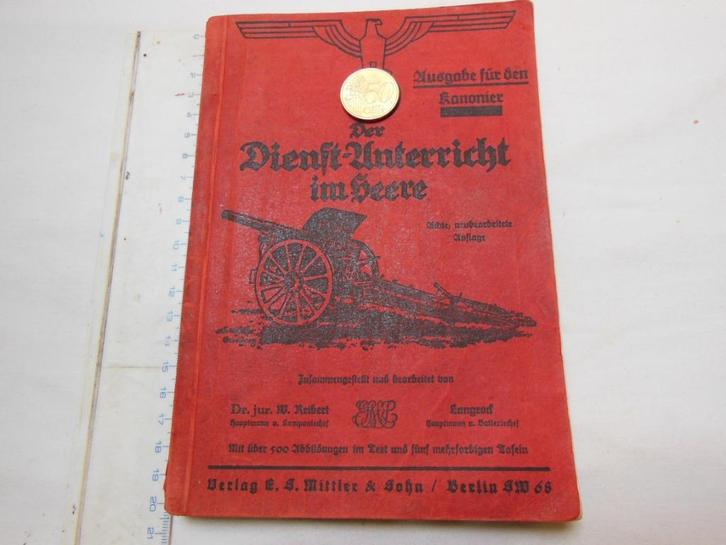 Ausgabe für den
Kanonier
50
Der
Dienst-Unterricht
im Heere
Achte, neubearbeitete
Auflage
Zusammengestellt und bearbeitet von
Dr. jur. W. Reibert
Hauptmann u. Kompaniechef
Langrock
Hauptmann u. Batteriechef
Mit über 500 Abbildungen im Text und fünf mehrfarbigen Tafeln
Verlag E. S. Mittler & Sohn / Berlin SW 68